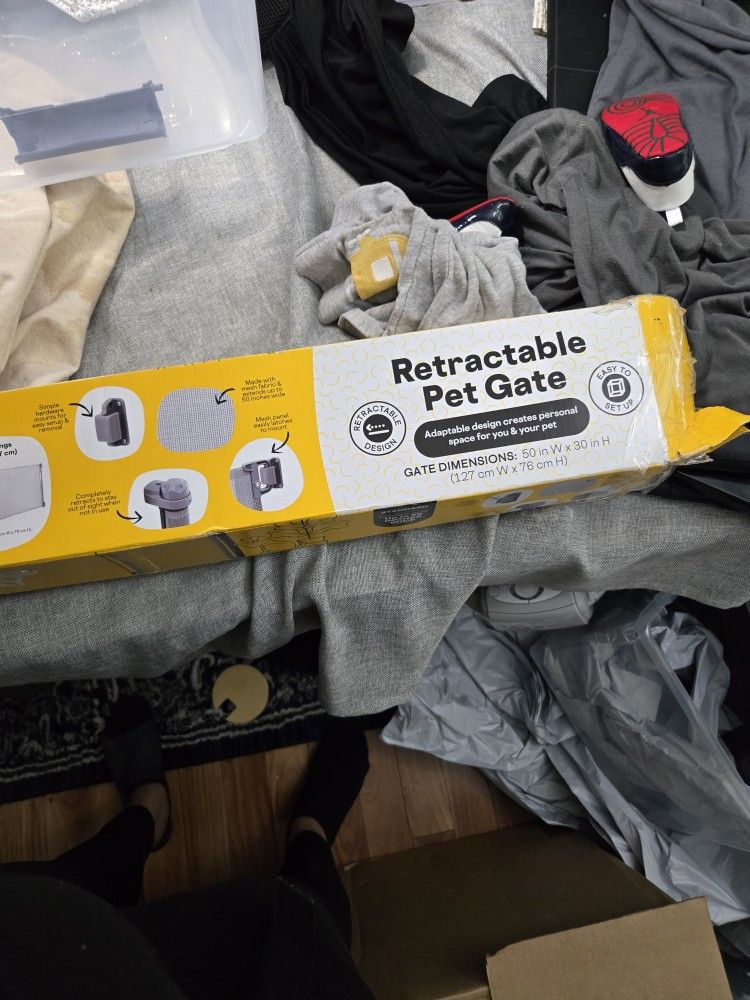 Retractable
Pet Gate
RETRACTABLE
DESIGN
EASY TO
SET UP
Adaptable design creates personal
space for you & your pet
GATE DIMENSIONS: 50 in W x 30 in H
(127 cm W x 76 cm H)
Simple
hardware
mounts for
easy setup &
removal
Made with
mesh fabric &
extends up to
50 inches wide
Mesh panel
easily latches
to mount
Completely
retracts to stay
out of sight when
not in use
STANDARD